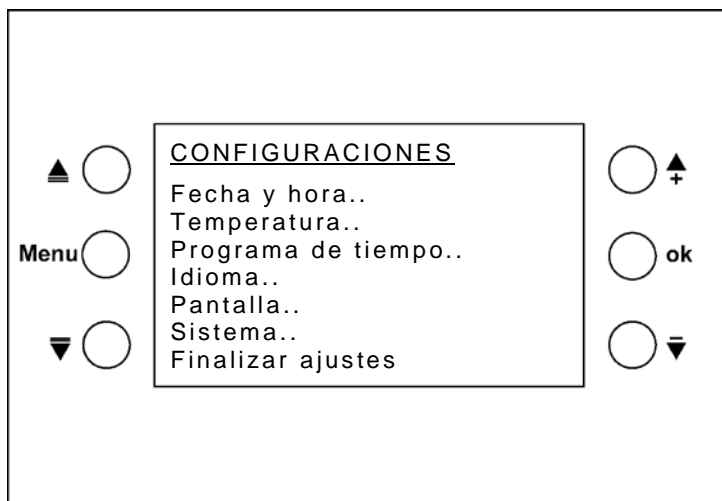 CONFIGURACIONES
Fecha y hora..
Temperatura..
Programa de tiempo..
Idioma..
Pantalla..
Sistema..
Finalizar ajustes
Menu
+
ok
-